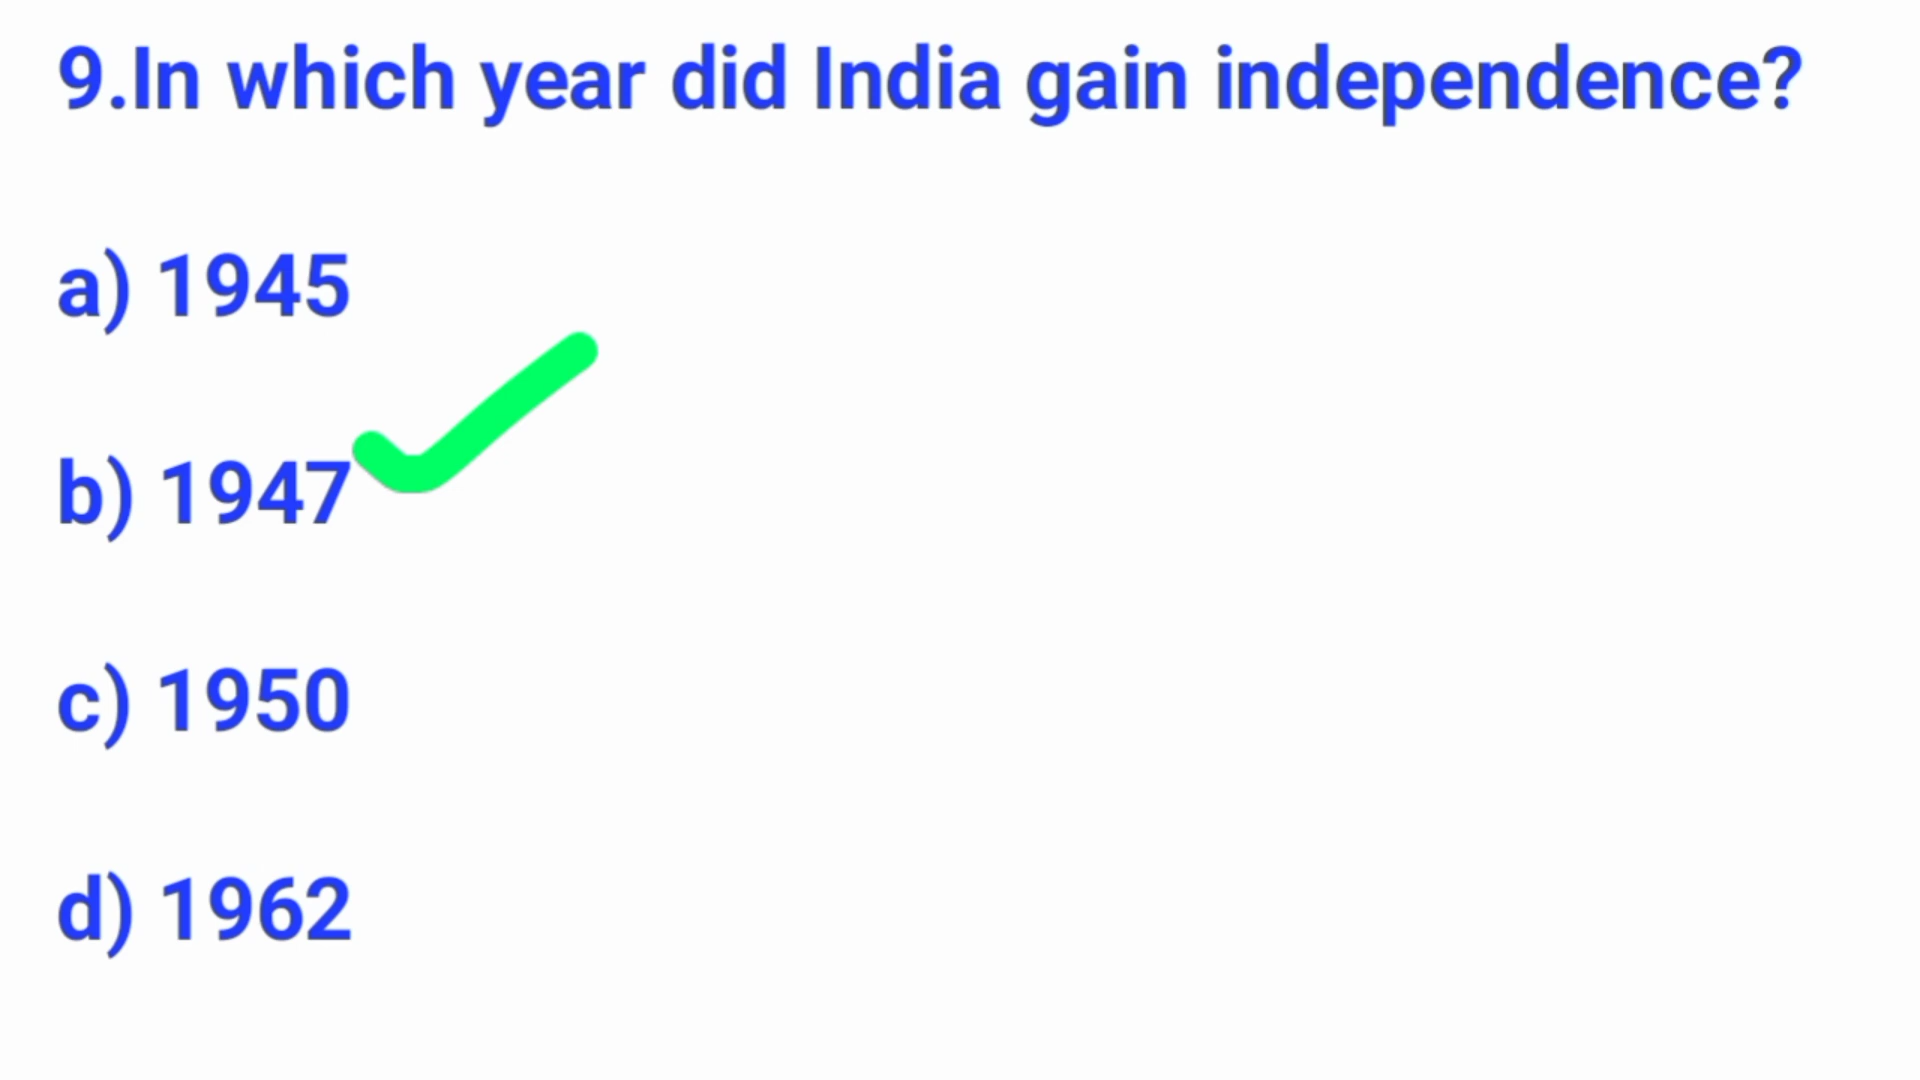 9.In which year did India gain independence?
a) 1945
b) 1947
c) 1950
d) 1962